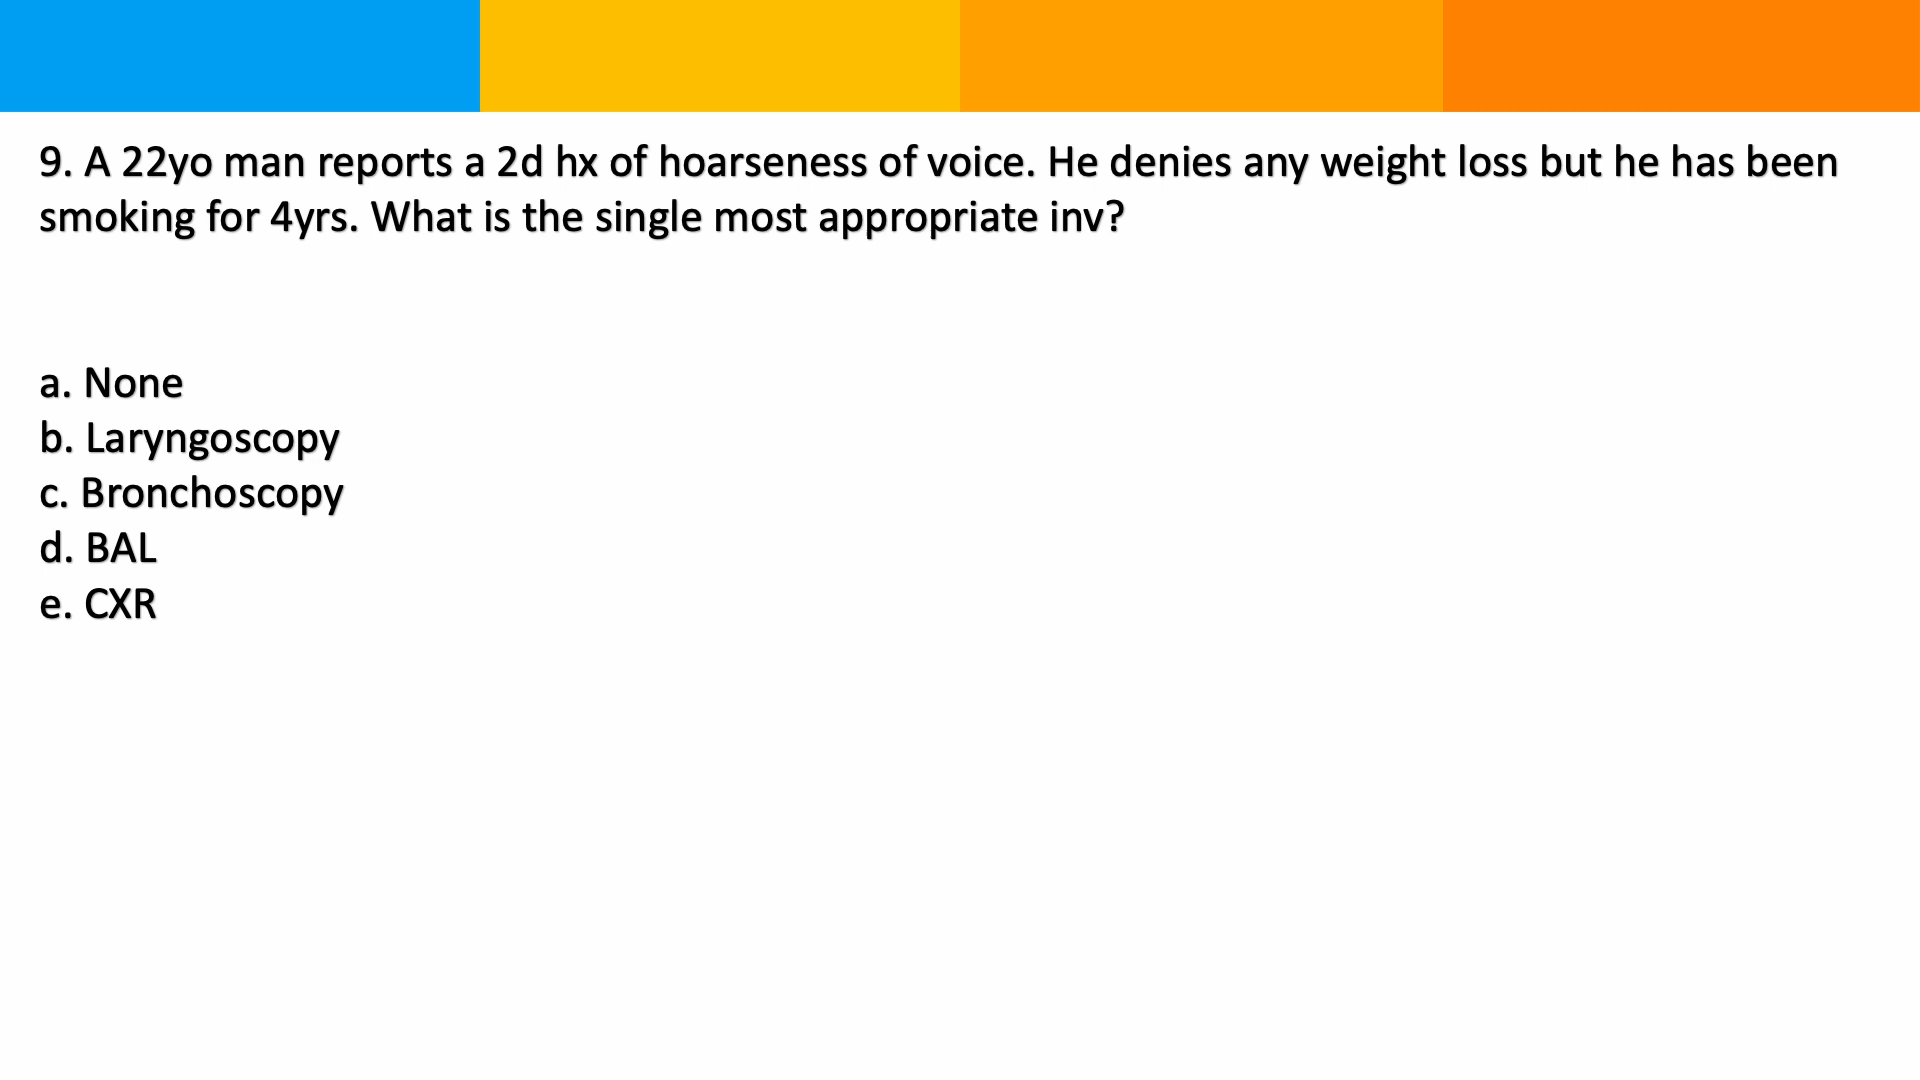 9. A 22yo man reports a 2d hx of hoarseness of voice. He denies any weight loss but he has been
smoking for 4yrs. What is the single most appropriate inv?
a. None
b. Laryngoscopy
c. Bronchoscopy
d. BAL
e. CXR